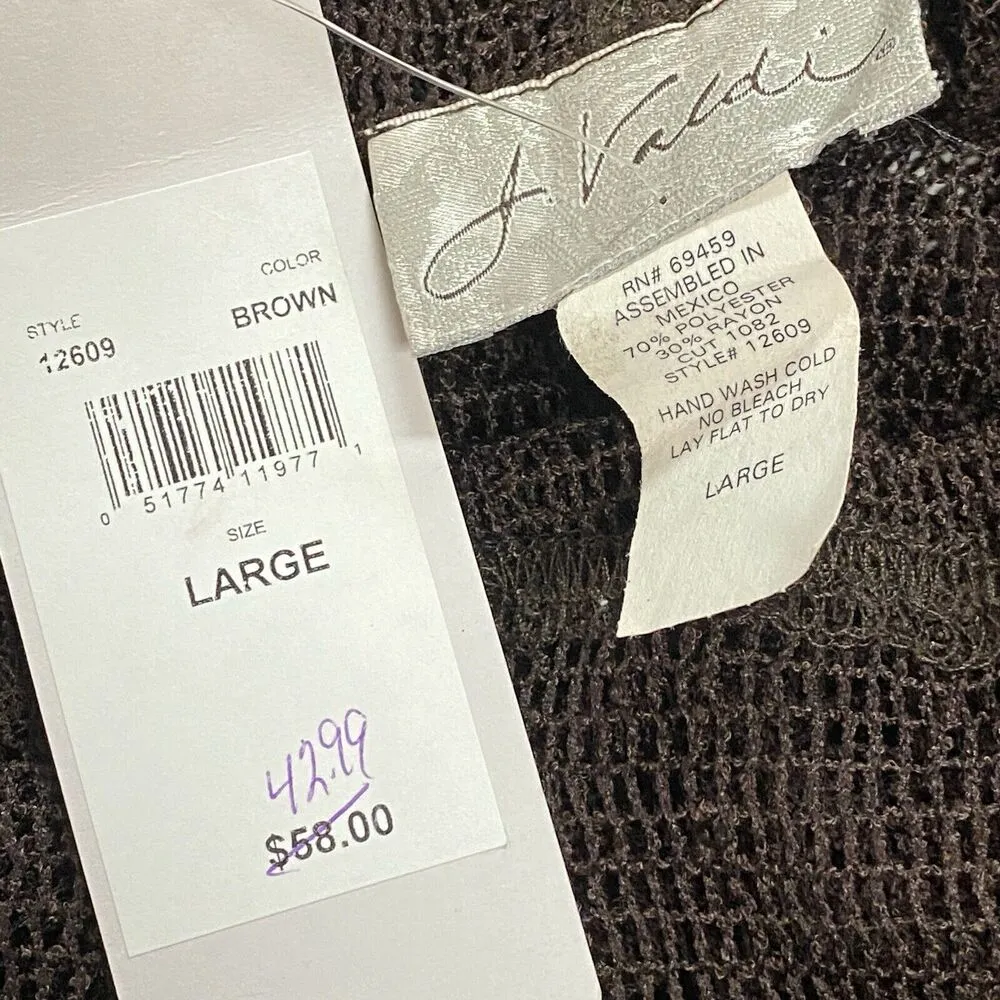 J. Valdi
RN# 69459
ASSEMBLED IN
MEXICO
70% POLYESTER
30% RAYON
CUT 1082
STYLE# 12609
HAND WASH COLD
NO BLEACH
LAY FLAT TO DRY
LARGE
COLOR
BROWN
STYLE
12609
0 51774 11977 1
SIZE
LARGE
42.99
$58.00